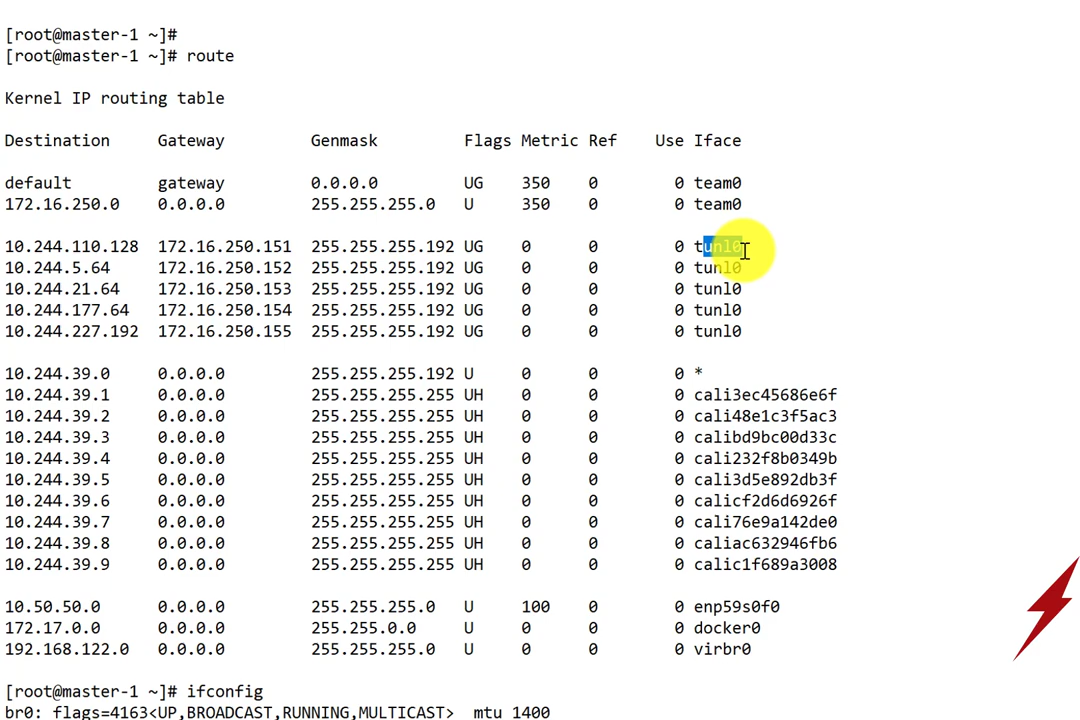 [root@master-1 ~]#
[root@master-1 ~]# route
Kernel IP routing table
Destination Gateway Genmask Flags Metric Ref Use Iface
default gateway 0.0.0.0 UG 350 0 0 team0
172.16.250.0 0.0.0.0 255.255.255.0 U 350 0 0 team0
10.244.110.128 172.16.250.151 255.255.255.192 UG 0 0 0 tunl0
10.244.5.64 172.16.250.152 255.255.255.192 UG 0 0 0 tunl0
10.244.21.64 172.16.250.153 255.255.255.192 UG 0 0 0 tunl0
10.244.177.64 172.16.250.154 255.255.255.192 UG 0 0 0 tunl0
10.244.227.192 172.16.250.155 255.255.255.192 UG 0 0 0 tunl0
10.244.39.0 0.0.0.0 255.255.255.192 U 0 0 0 *
10.244.39.1 0.0.0.0 255.255.255.255 UH 0 0 0 cali3ec45686e6f
10.244.39.2 0.0.0.0 255.255.255.255 UH 0 0 0 cali48e1c3f5ac3
10.244.39.3 0.0.0.0 255.255.255.255 UH 0 0 0 calibd9bc00d33c
10.244.39.4 0.0.0.0 255.255.255.255 UH 0 0 0 cali232f8b0349b
10.244.39.5 0.0.0.0 255.255.255.255 UH 0 0 0 cali3d5e892db3f
10.244.39.6 0.0.0.0 255.255.255.255 UH 0 0 0 calicf2d6d6926f
10.244.39.7 0.0.0.0 255.255.255.255 UH 0 0 0 cali76e9a142de0
10.244.39.8 0.0.0.0 255.255.255.255 UH 0 0 0 caliac632946fb6
10.244.39.9 0.0.0.0 255.255.255.255 UH 0 0 0 calic1f689a3008
10.50.50.0 0.0.0.0 255.255.255.0 U 100 0 0 enp59s0f0
172.17.0.0 0.0.0.0 255.255.0.0 U 0 0 0 docker0
192.168.122.0 0.0.0.0 255.255.255.0 U 0 0 0 virbr0
[root@master-1 ~]# ifconfig
br0: flags=4163<UP,BROADCAST,RUNNING,MULTICAST> mtu 1400